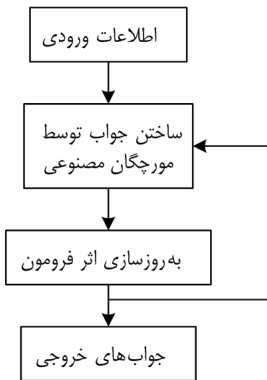 اطلاعات ورودی
ساختن جواب توسط
مورچگان مصنوعی
به‌روزسازی اثر فرومون
جواب‌های خروجی